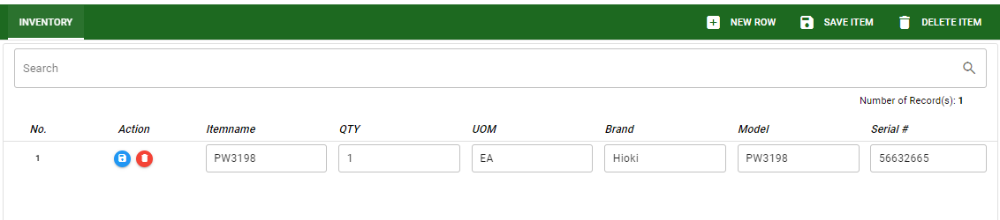 INVENTORY NEW ROW SAVE ITEM DELETE ITEM
Search
Number of Record(s): 1
No. Action Itemname QTY UOM Brand Model Serial #
1 PW3198 1 EA Hioki PW3198 56632665